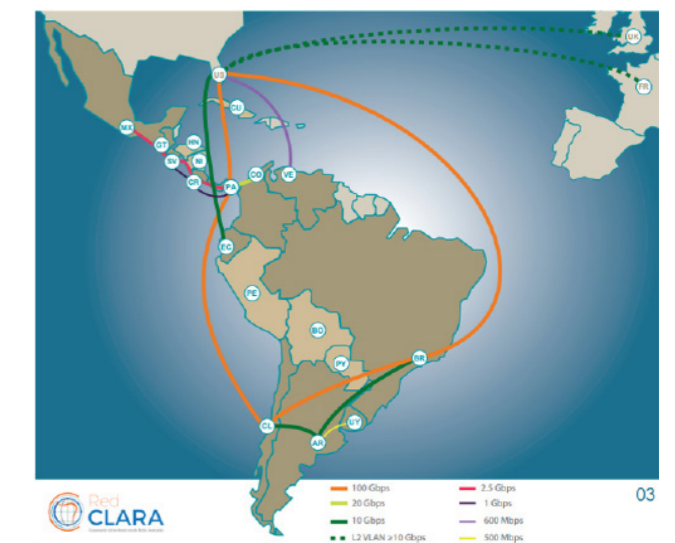 UK
US
FR
CU
MX
GT
HN
SV
NI
CR
PA
CO
VE
EC
PE
BO
PY
BR
CL
AR
UY
100 Gbps
2.5 Gbps
20 Gbps
1 Gbps
10 Gbps
600 Mbps
L2 VLAN >10 Gbps
500 Mbps
03
Red
CLARA